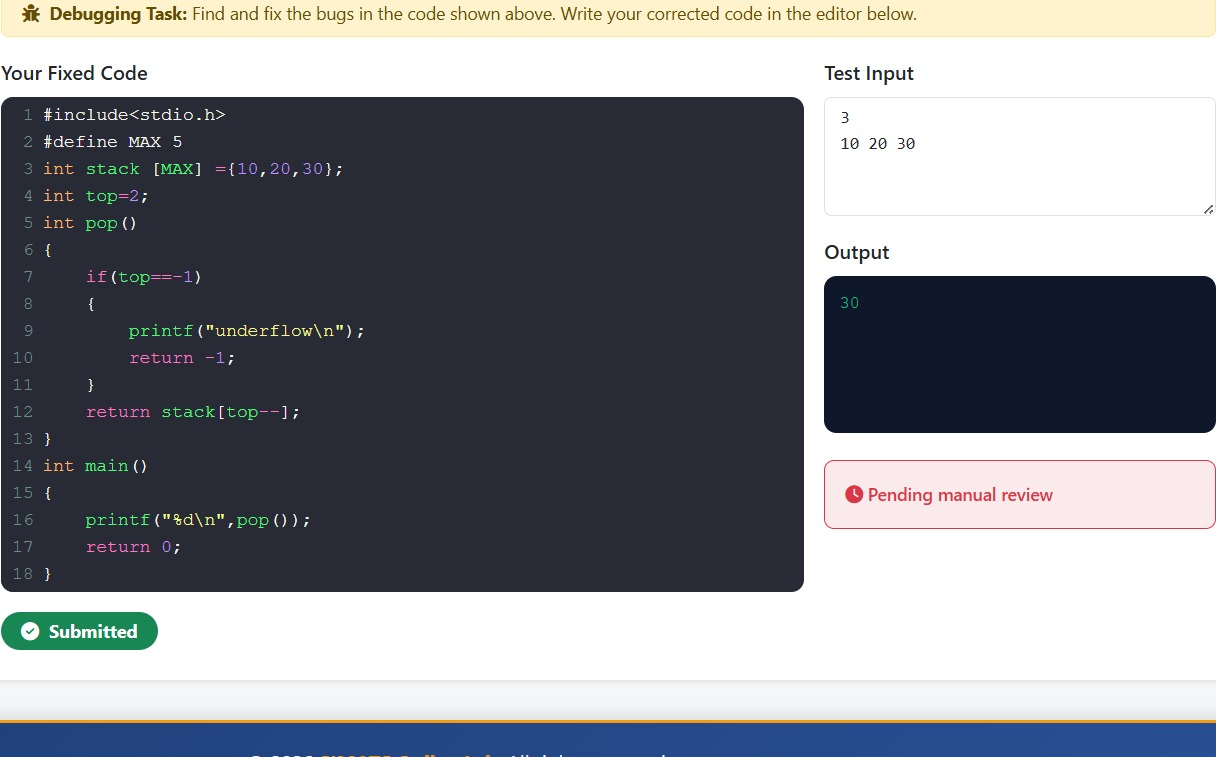 Debugging Task: Find and fix the bugs in the code shown above. Write your corrected code in the editor below.
Your Fixed Code
1 #include<stdio.h>
2 #define MAX 5
3 int stack [MAX] ={10,20,30};
4 int top=2;
5 int pop()
6 {
7     if(top==-1)
8     {
9         printf("underflow\n");
10         return -1;
11     }
12     return stack[top--];
13 }
14 int main()
15 {
16     printf("%d\n",pop());
17     return 0;
18 }
Submitted
Test Input
3
10 20 30
Output
30
Pending manual review